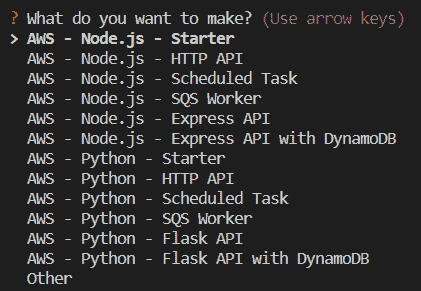 ? What do you want to make? (Use arrow keys)
> AWS - Node.js - Starter
AWS - Node.js - HTTP API
AWS - Node.js - Scheduled Task
AWS - Node.js - SQS Worker
AWS - Node.js - Express API
AWS - Node.js - Express API with DynamoDB
AWS - Python - Starter
AWS - Python - HTTP API
AWS - Python - Scheduled Task
AWS - Python - SQS Worker
AWS - Python - Flask API
AWS - Python - Flask API with DynamoDB
Other